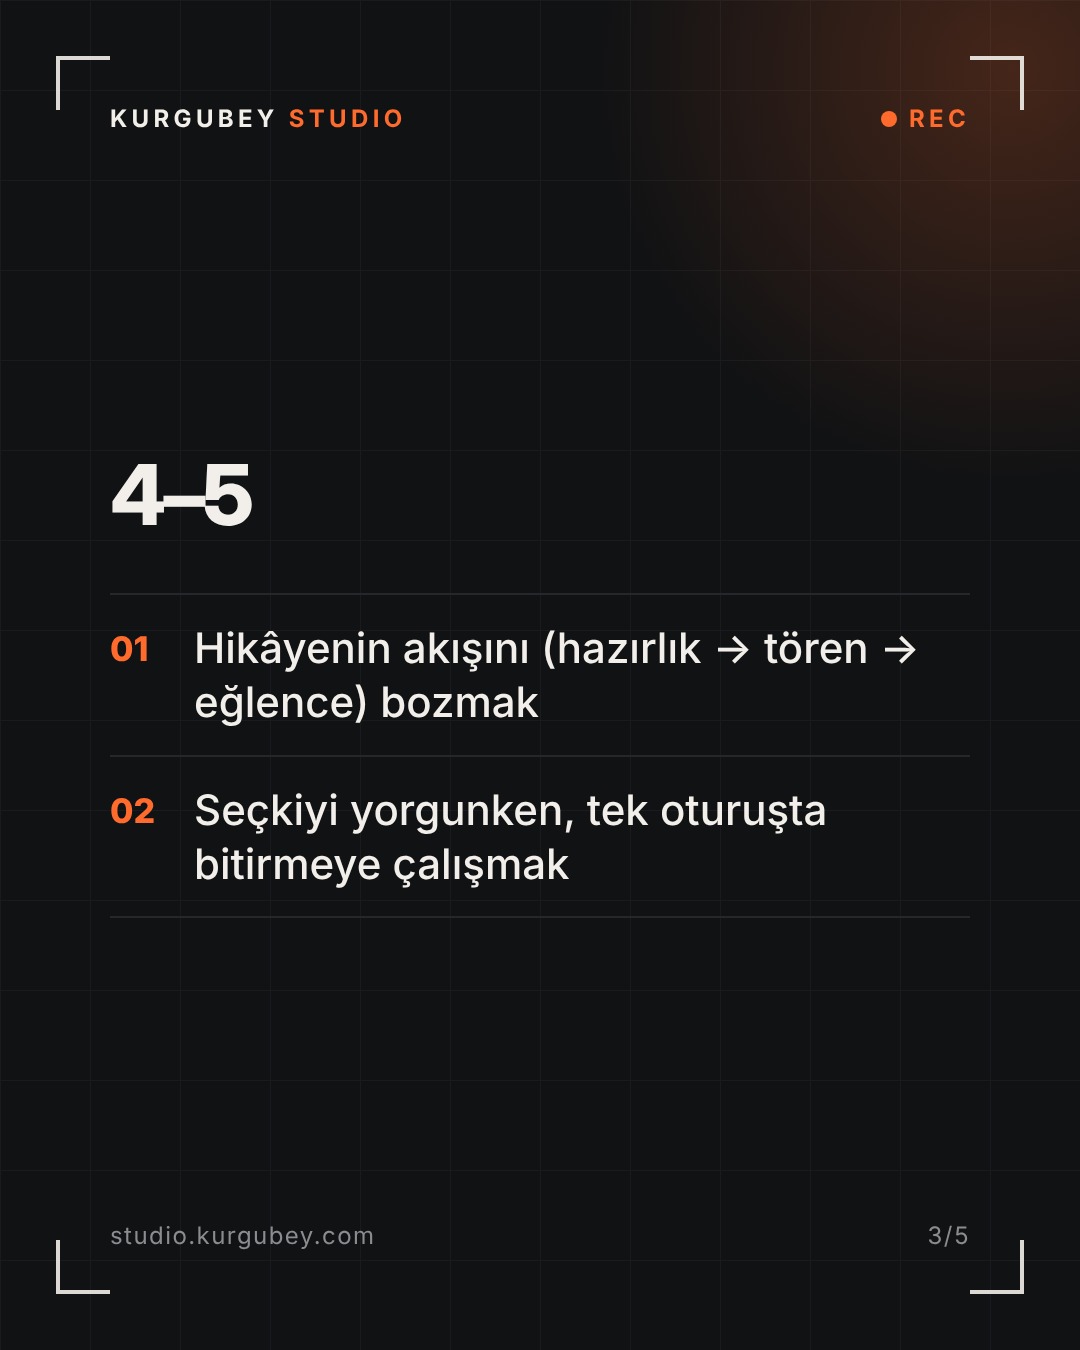 KURGUBEY STUDIO
REC
4–5
01 Hikâyenin akışını (hazırlık → tören →
eğlence) bozmak
02 Seçkiyi yorgunken, tek oturuşta
bitirmeye çalışmak
studio.kurgubey.com
3/5